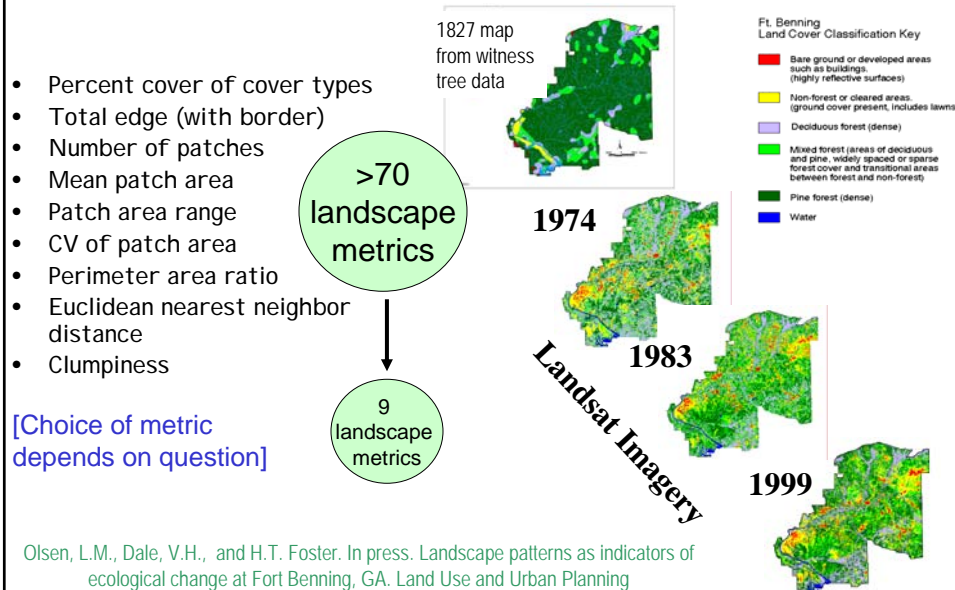 • Percent cover of cover types
• Total edge (with border)
• Number of patches
• Mean patch area
• Patch area range
• CV of patch area
• Perimeter area ratio
• Euclidean nearest neighbor
distance
• Clumpiness
[Choice of metric
depends on question]
>70
landscape
metrics
9
landscape
metrics
1827 map
from witness
tree data
Ft. Benning
Land Cover Classification Key
Bare ground or developed areas
such as buildings.
(highly reflective surfaces)
Non-forest or cleared areas.
(ground cover present, includes lawns
Deciduous forest (dense)
Mixed forest (areas of deciduous
and pine, widely spaced or sparse
forest cover and transitional areas
between forest and non-forest)
Pine forest (dense)
Water
1974
1983
1999
Landsat Imagery
Olsen, L.M., Dale, V.H., and H.T. Foster. In press. Landscape patterns as indicators of
ecological change at Fort Benning, GA. Land Use and Urban Planning